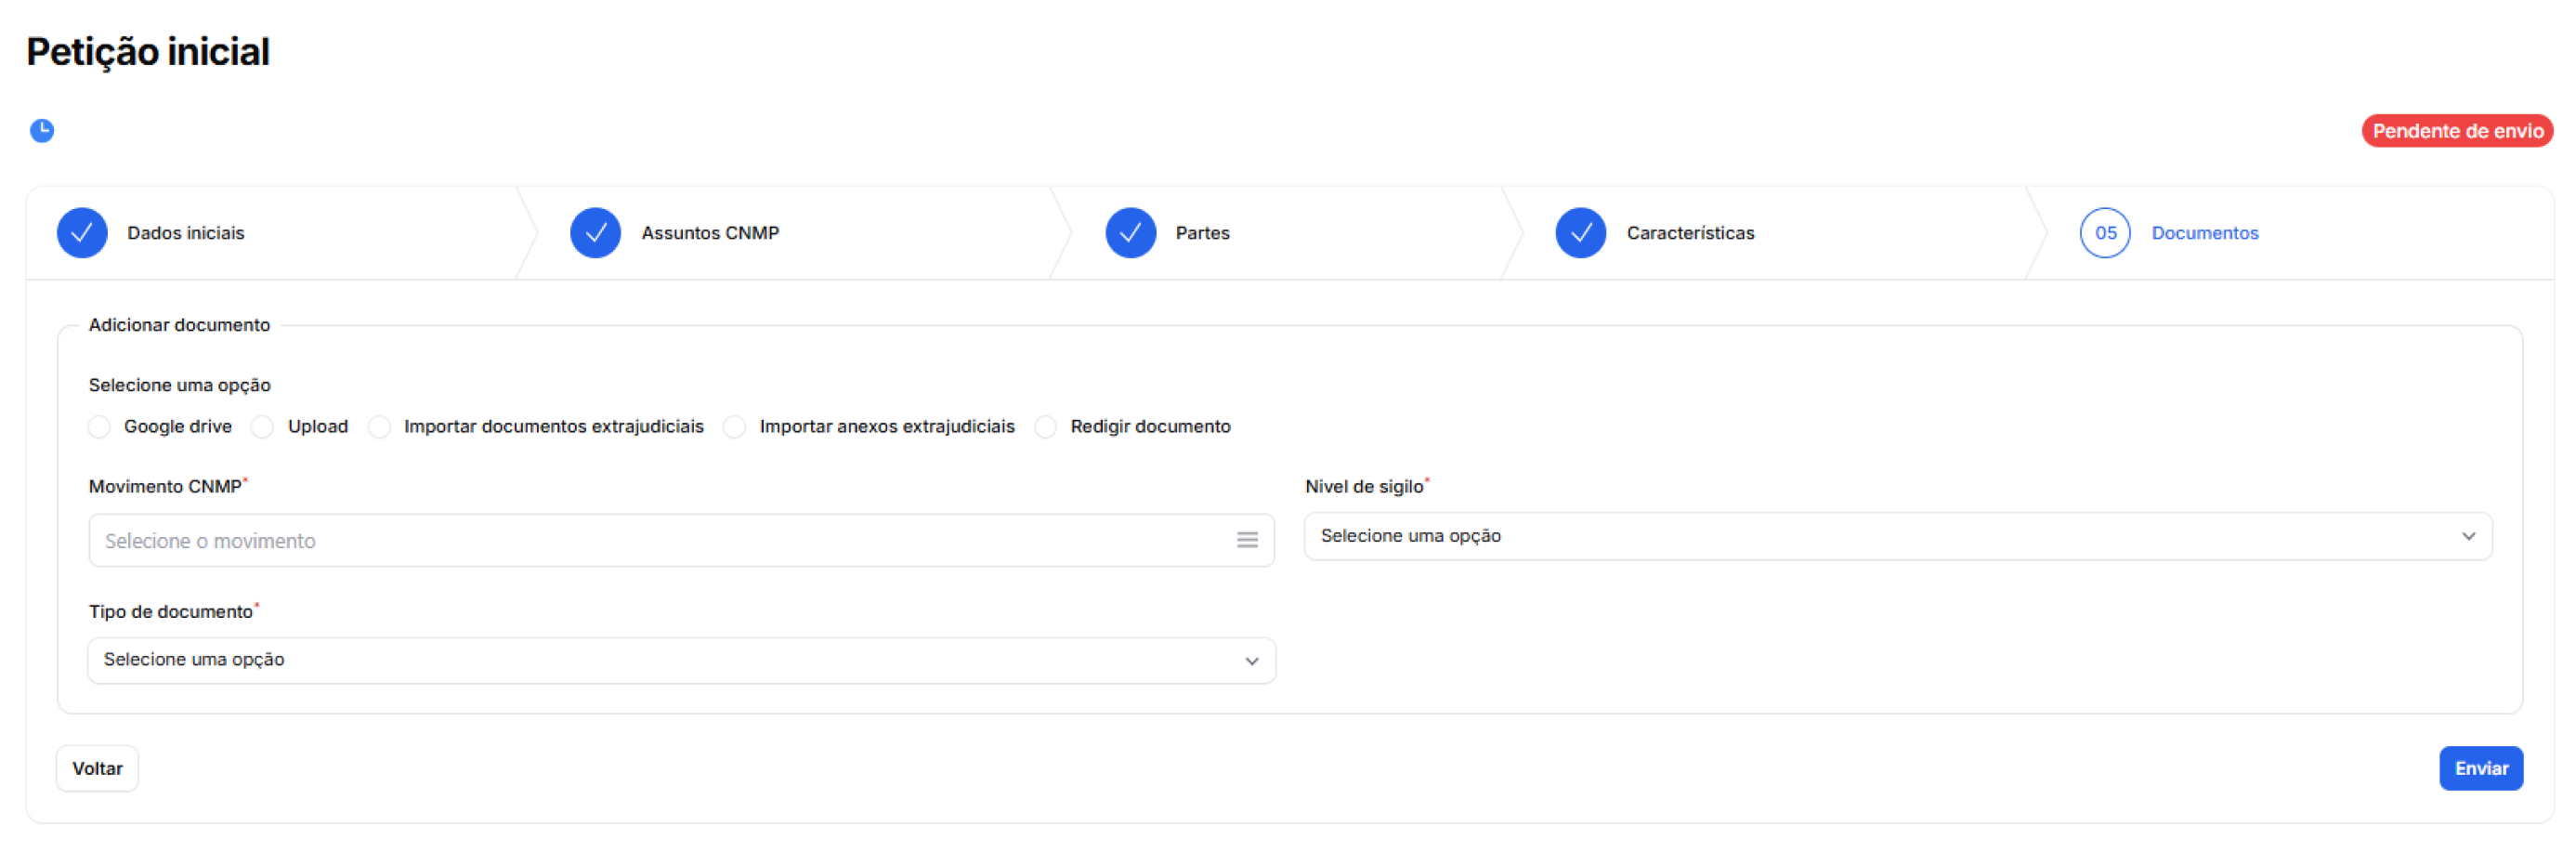 Petição inicial
Pendente de envio
Dados iniciais
Assuntos CNMP
Partes
Características
05 Documentos
Adicionar documento
Selecione uma opção
Google drive Upload Importar documentos extrajudiciais Importar anexos extrajudiciais Redigir documento
Movimento CNMP*
Nivel de sigilo*
Selecione o movimento
Selecione uma opção
Tipo de documento*
Selecione uma opção
Voltar
Enviar